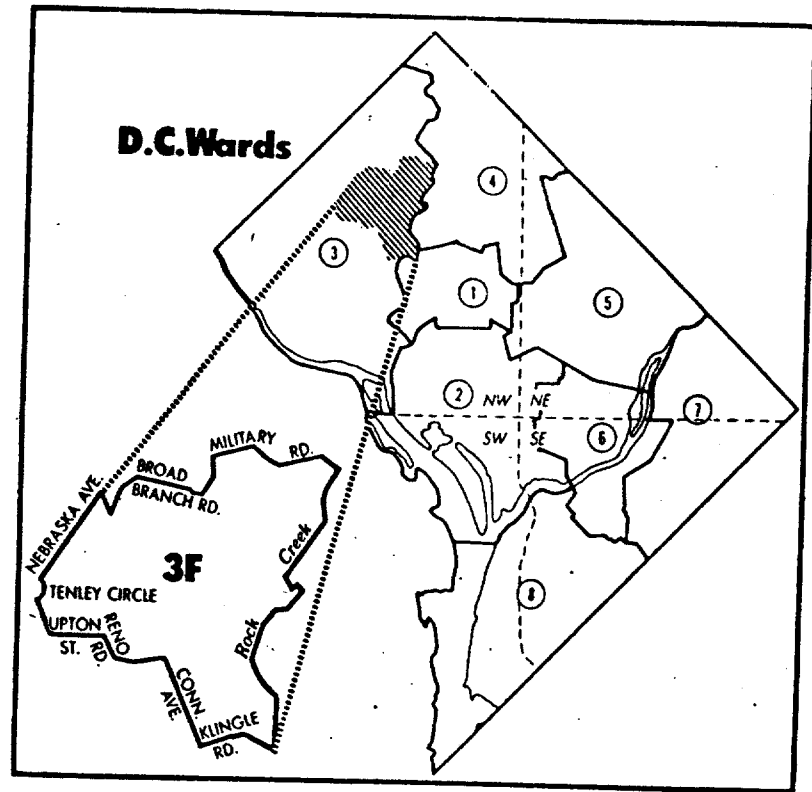 D.C.Wards
4
3
1
5
2
NW NE
7
SW SE
6
8
MILITARY
RD.
BROAD
BRANCH RD.
NEBRASKA AVE.
Creek
3F
TENLEY CIRCLE
UPTON
ST.
RENO
RD.
Rock
CONN.
AVE.
KLINGLE
RD.